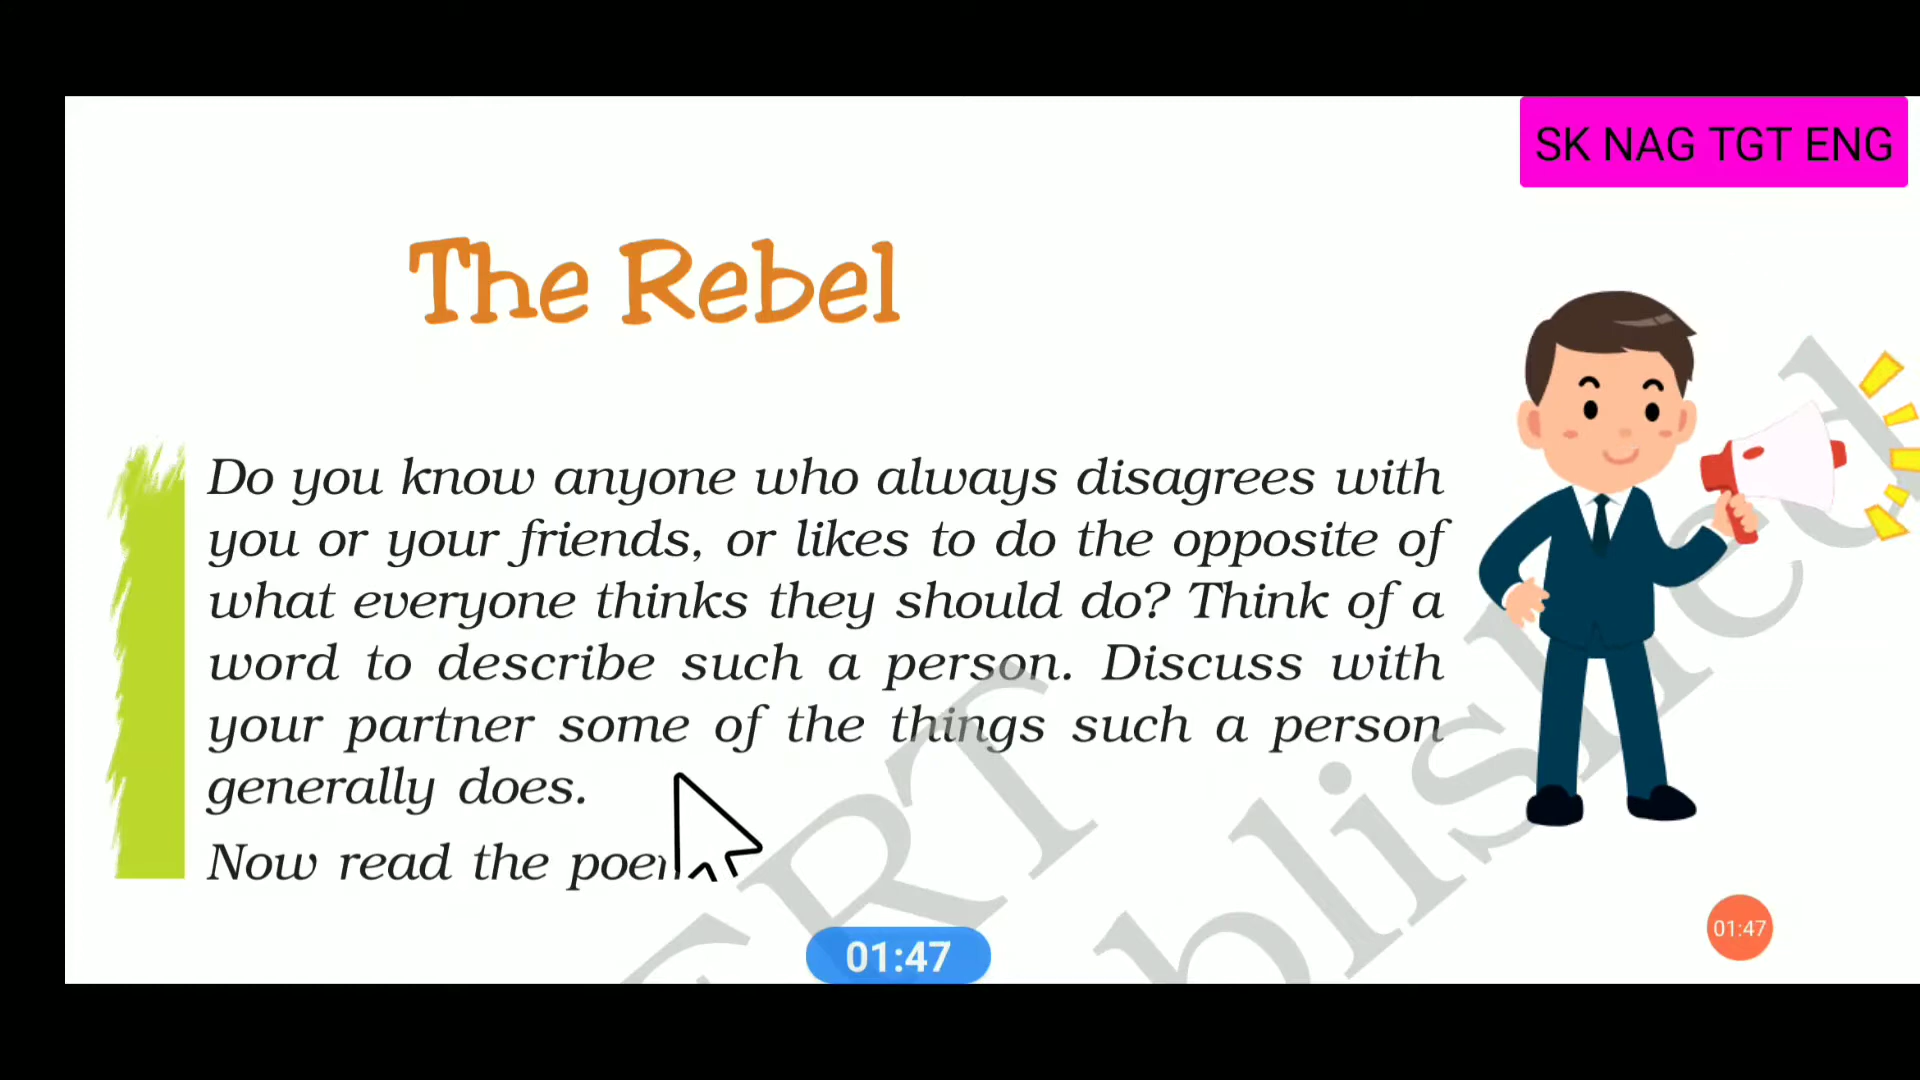 SK NAG TGT ENG
The Rebel
Do you know anyone who always disagrees with
you or your friends, or likes to do the opposite of
what everyone thinks they should do? Think of a
word to describe such a person. Discuss with
your partner some of the things such a person
generally does.
Now read the
01:47
01:47